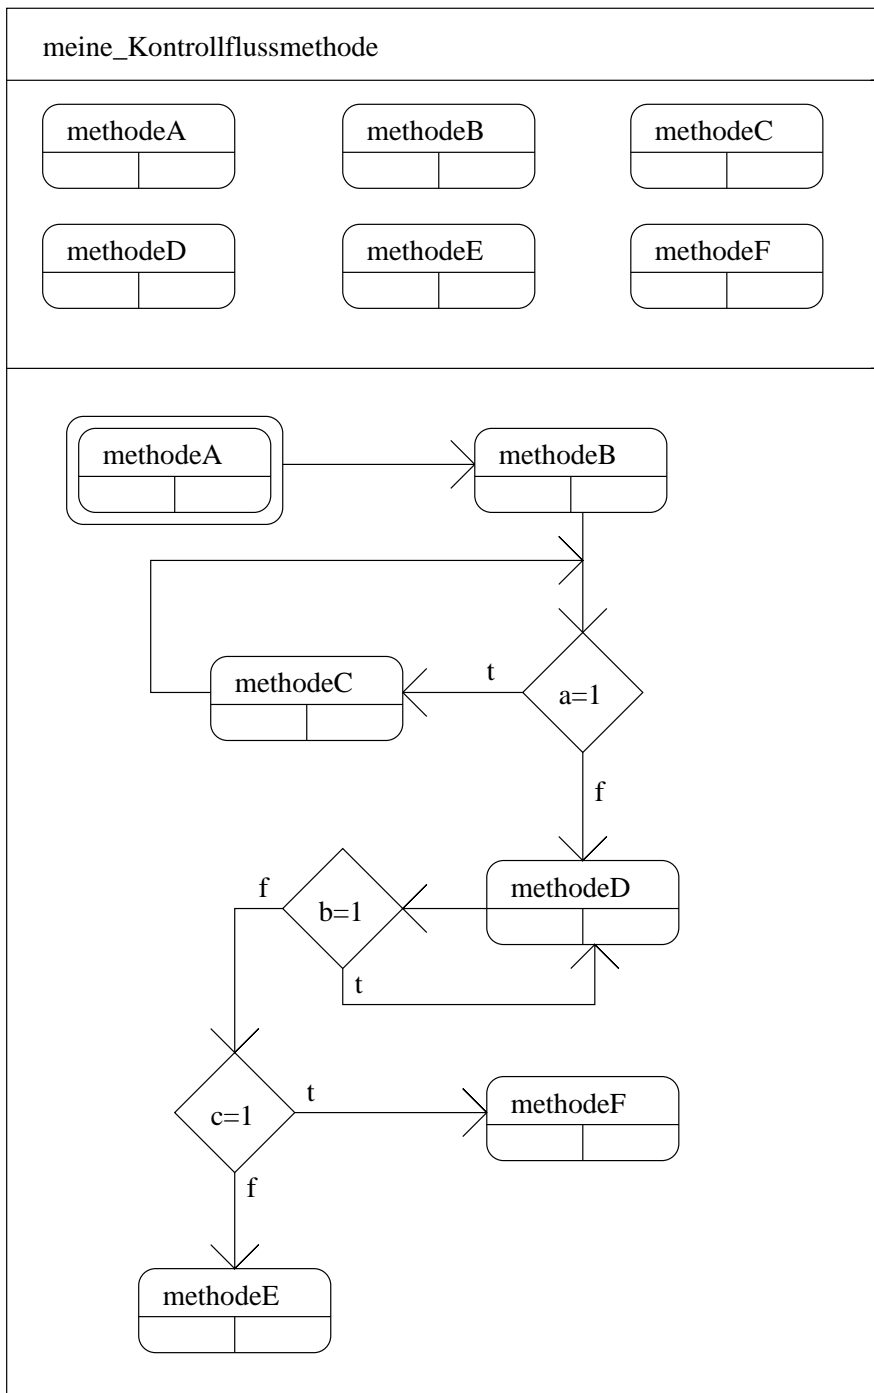 meine_Kontrollflussmethode
methodeA methodeB methodeC
methodeD methodeE methodeF
methodeA methodeB
methodeC t a=1
f
methodeD
f b=1
t
c=1 t methodeF
f
methodeE